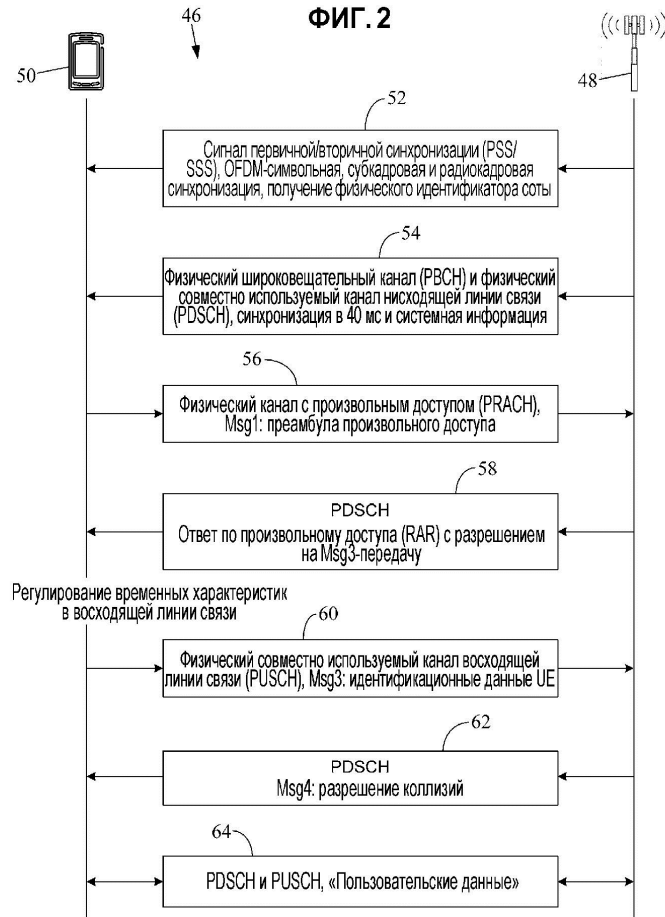 ФИГ. 2
46
50
48
52
Сигнал первичной/вторичной синхронизации (PSS/
SSS), OFDM-символьная, субкадровая и радиокадровая
синхронизация, получение физического идентификатора соты
54
Физический широковещательный канал (PBCH) и физический
совместно используемый канал нисходящей линии связи
(PDSCH), синхронизация в 40 мс и системная информация
56
Физический канал с произвольным доступом (PRACH),
Msg1: преамбула произвольного доступа
58
PDSCH
Ответ по произвольному доступа (RAR) с разрешением
на Msg3-передачу
Регулирование временных характеристик
в восходящей линии связи
60
Физический совместно используемый канал восходящей
линии связи (PUSCH), Msg3: идентификационные данные UE
62
PDSCH
Msg4: разрешение коллизий
64
PDSCH и PUSCH, «Пользовательские данные»